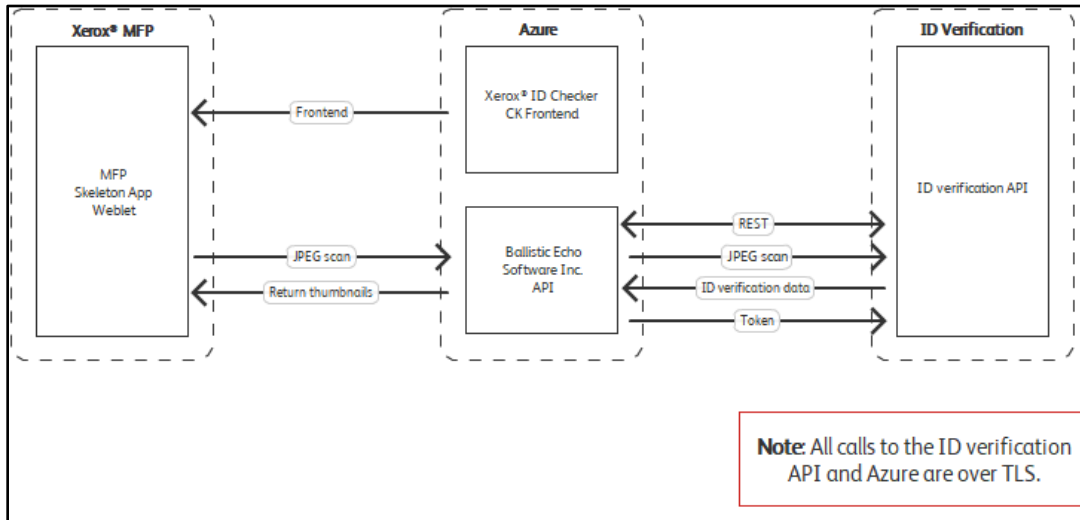 Xerox® MFP
Azure
ID Verification
MFP
Skeleton App
Weblet
Frontend
Xerox® ID Checker
CK Frontend
JPEG scan
Return thumbnails
Ballistic Echo
Software Inc.
API
REST
JPEG scan
ID verification data
Token
ID verification API
Note: All calls to the ID verification
API and Azure are over TLS.